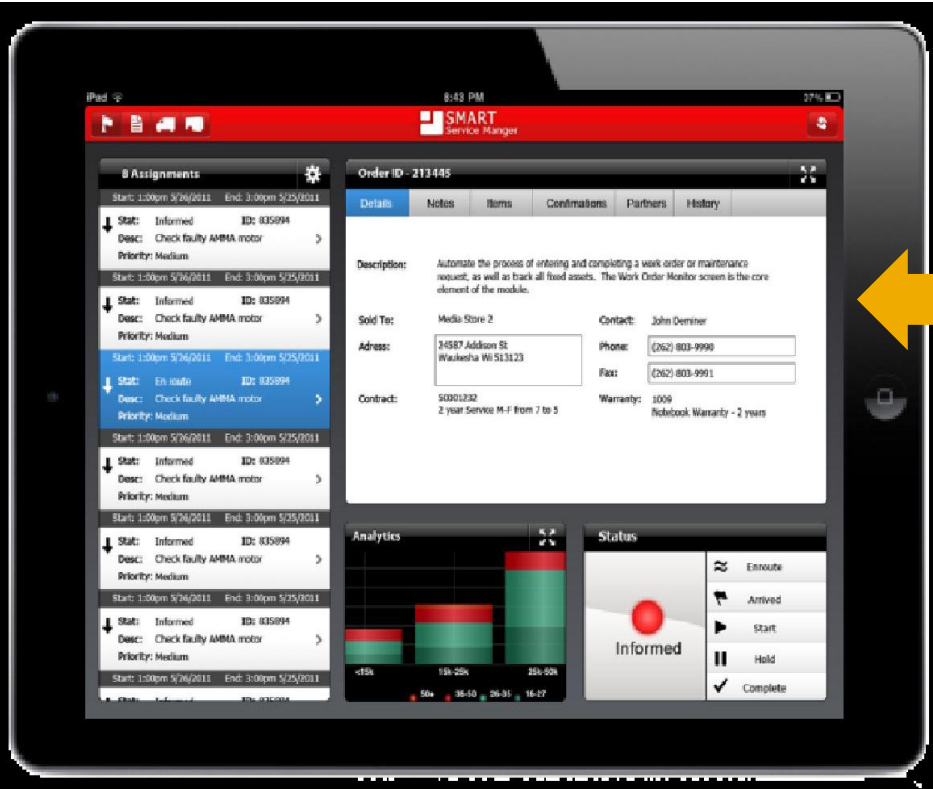 iPad 8:43 PM 37%
SMART
Service Manger
8 Assignments
Start: 1:00pm 5/26/2011 End: 3:00pm 5/25/2011
Stat: Informed ID: 835894
Desc: Check faulty AMMA motor
Priority: Medium
Start: 1:00pm 5/26/2011 End: 3:00pm 5/25/2011
Stat: Informed ID: 835894
Desc: Check faulty AMMA motor
Priority: Medium
Start: 1:00pm 5/26/2011 End: 3:00pm 5/25/2011
Stat: En route ID: 835894
Desc: Check faulty AMMA motor
Priority: Medium
Start: 1:00pm 5/26/2011 End: 3:00pm 5/25/2011
Stat: Informed ID: 835894
Desc: Check faulty AMMA motor
Priority: Medium
Start: 1:00pm 5/26/2011 End: 3:00pm 5/25/2011
Stat: Informed ID: 835894
Desc: Check faulty AMMA motor
Priority: Medium
Start: 1:00pm 5/26/2011 End: 3:00pm 5/25/2011
Stat: Informed ID: 835894
Desc: Check faulty AMMA motor
Priority: Medium
Start: 1:00pm 5/26/2011 End: 3:00pm 5/25/2011
Order ID - 213445
Details Notes Items Confirmations Partners History
Description: Automate the process of entering and completing a work order or maintenance
request, as well as track all fixed assets. The Work Order Monitor screen is the core
element of the module.
Sold To: Media Store 2 Contact: John Deminer
Adress: 24587 Addison St Phone: (262) 803-9990
Waukesha Wi 513123
Fax: (262) 803-9991
Contract: 50301232 Warranty: 1009
2 year Service M-F from 7 to 5 Notebook Warranty - 2 years
Analytics
<15k 15k-25k 25k-50k
50+ 36-50 26-35 16-27
Status
Informed
Enroute
Arrived
Start
Hold
Complete